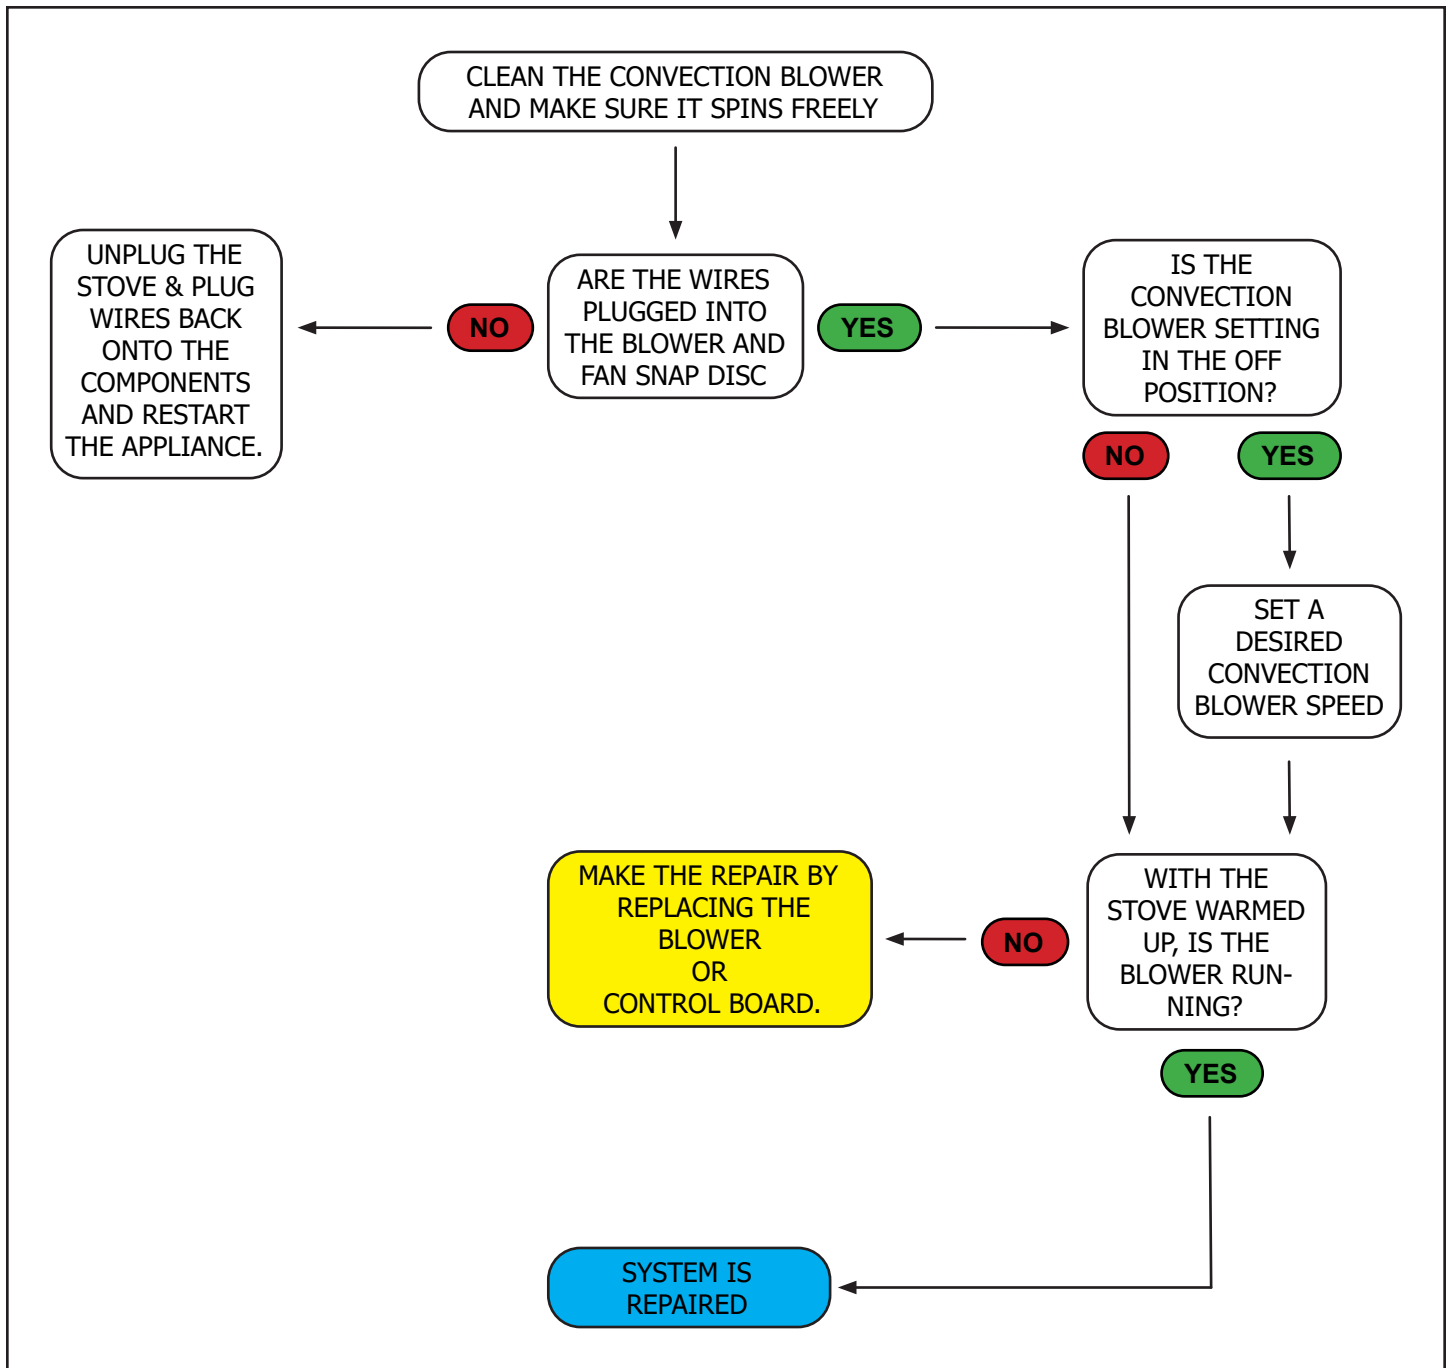 CLEAN THE CONVECTION BLOWER
AND MAKE SURE IT SPINS FREELY
UNPLUG THE
STOVE & PLUG
WIRES BACK
ONTO THE
COMPONENTS
AND RESTART
THE APPLIANCE.
NO
ARE THE WIRES
PLUGGED INTO
THE BLOWER AND
FAN SNAP DISC
YES
IS THE
CONVECTION
BLOWER SETTING
IN THE OFF
POSITION?
NO
YES
SET A
DESIRED
CONVECTION
BLOWER SPEED
MAKE THE REPAIR BY
REPLACING THE
BLOWER
OR
CONTROL BOARD.
NO
WITH THE
STOVE WARMED
UP, IS THE
BLOWER RUN-
NING?
YES
SYSTEM IS
REPAIRED